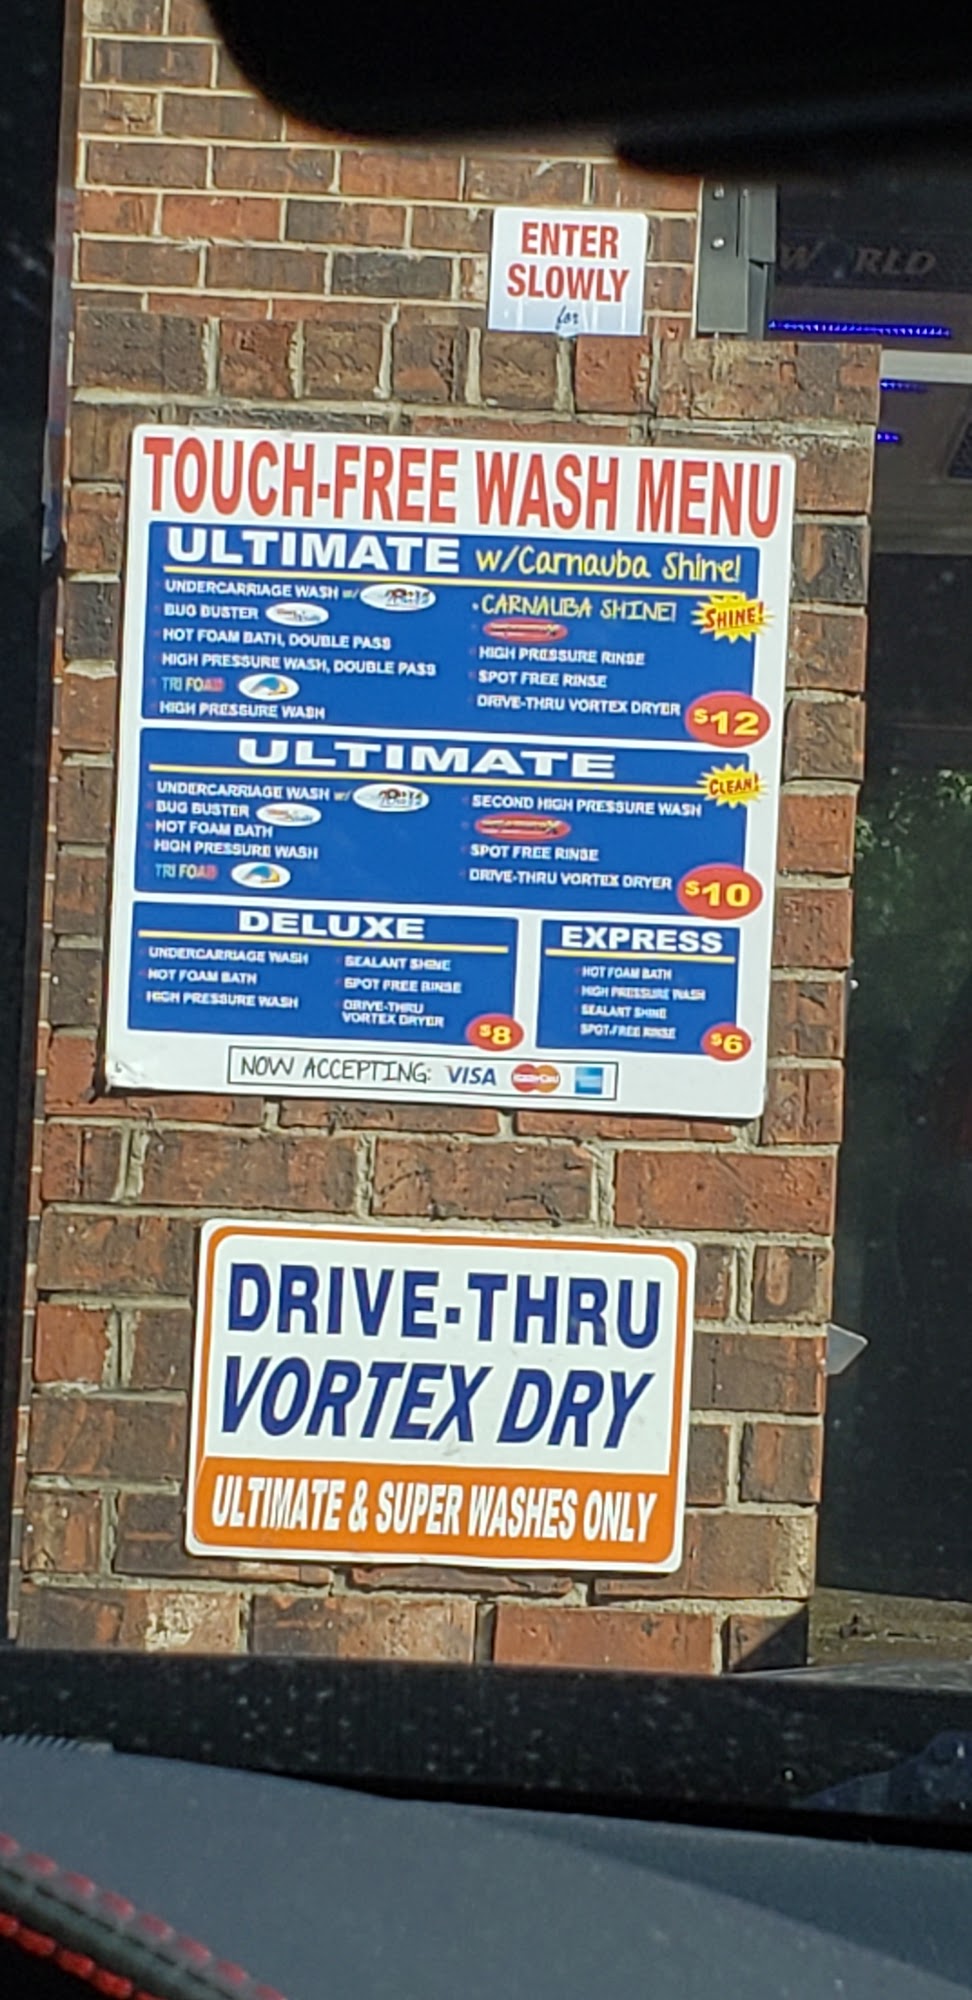 ENTER
SLOWLY
for
W RLD
TOUCH-FREE WASH MENU
ULTIMATE w/Carnauba Shine!
UNDERCARRIAGE WASH w/
BUG BUSTER
HOT FOAM BATH, DOUBLE PASS
HIGH PRESSURE WASH, DOUBLE PASS
TRI FOAM
HIGH PRESSURE WASH
• CARNAUBA SHINE!
SHINE!
HIGH PRESSURE RINSE
SPOT FREE RINSE
DRIVE-THRU VORTEX DRYER
$12
ULTIMATE
UNDERCARRIAGE WASH w/
BUG BUSTER
HOT FOAM BATH
HIGH PRESSURE WASH
TRI FOAM
CLEAN!
SECOND HIGH PRESSURE WASH
SPOT FREE RINSE
DRIVE-THRU VORTEX DRYER
$10
DELUXE
UNDERCARRIAGE WASH
HOT FOAM BATH
HIGH PRESSURE WASH
SEALANT SHINE
SPOT FREE RINSE
DRIVE-THRU
VORTEX DRYER
$8
EXPRESS
HOT FOAM BATH
HIGH PRESSURE WASH
SEALANT SHINE
SPOT-FREE RINSE
$6
NOW ACCEPTING: VISA MasterCard
DRIVE-THRU
VORTEX DRY
ULTIMATE & SUPER WASHES ONLY